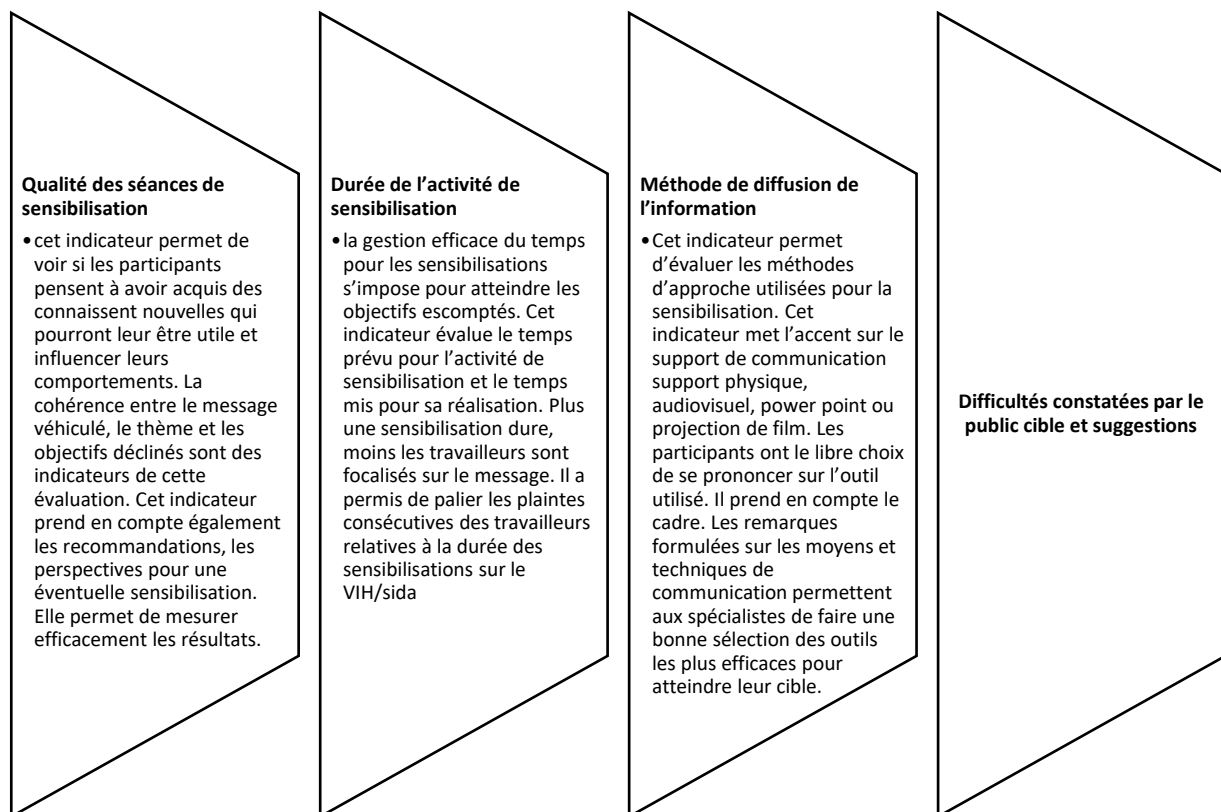 Qualité des séances de
sensibilisation
•cet indicateur permet de
voir si les participants
pensent à avoir acquis des
connaissent nouvelles qui
pourront leur être utile et
influencer leurs
comportements. La
cohérence entre le message
véhiculé, le thème et les
objectifs déclinés sont des
indicateurs de cette
évaluation. Cet indicateur
prend en compte également
les recommandations, les
perspectives pour une
éventuelle sensibilisation.
Elle permet de mesurer
efficacement les résultats.
Durée de l’activité de
sensibilisation
•la gestion efficace du temps
pour les sensibilisations
s’impose pour atteindre les
objectifs escomptés. Cet
indicateur évalue le temps
prévu pour l’activité de
sensibilisation et le temps
mis pour sa réalisation. Plus
une sensibilisation dure,
moins les travailleurs sont
focalisés sur le message. Il a
permis de palier les plaintes
consécutives des travailleurs
relatives à la durée des
sensibilisations sur le
VIH/sida
Méthode de diffusion de
l’information
•Cet indicateur permet
d’évaluer les méthodes
d’approche utilisées pour la
sensibilisation. Cet
indicateur met l’accent sur le
support de communication
support physique,
audiovisuel, power point ou
projection de film. Les
participants ont le libre choix
de se prononcer sur l’outil
utilisé. Il prend en compte le
cadre. Les remarques
formulées sur les moyens et
techniques de
communication permettent
aux spécialistes de faire une
bonne sélection des outils
les plus efficaces pour
atteindre leur cible.
Difficultés constatées par le
public cible et suggestions